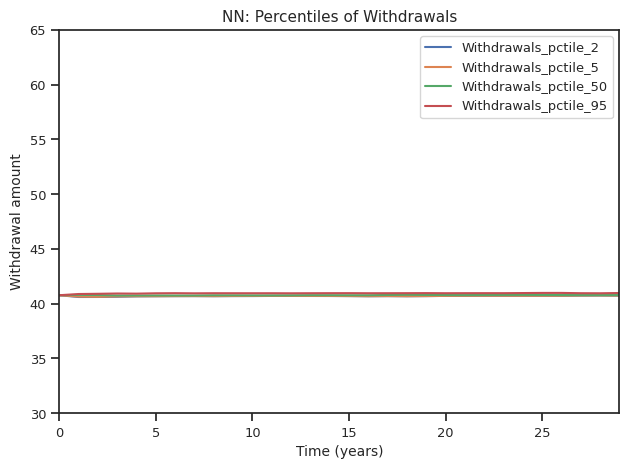 NN: Percentiles of Withdrawals
Withdrawals_pctile_2
Withdrawals_pctile_5
Withdrawals_pctile_50
Withdrawals_pctile_95
Withdrawal amount
65
60
55
50
45
40
35
30
0 5 10 15 20 25
Time (years)